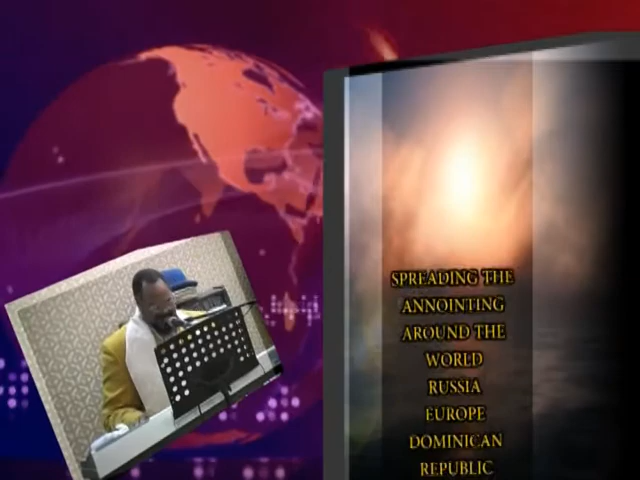 SPREADING THE
ANNOINTING
AROUND THE
WORLD
RUSSIA
EUROPE
DOMINICAN
REPUBLIC